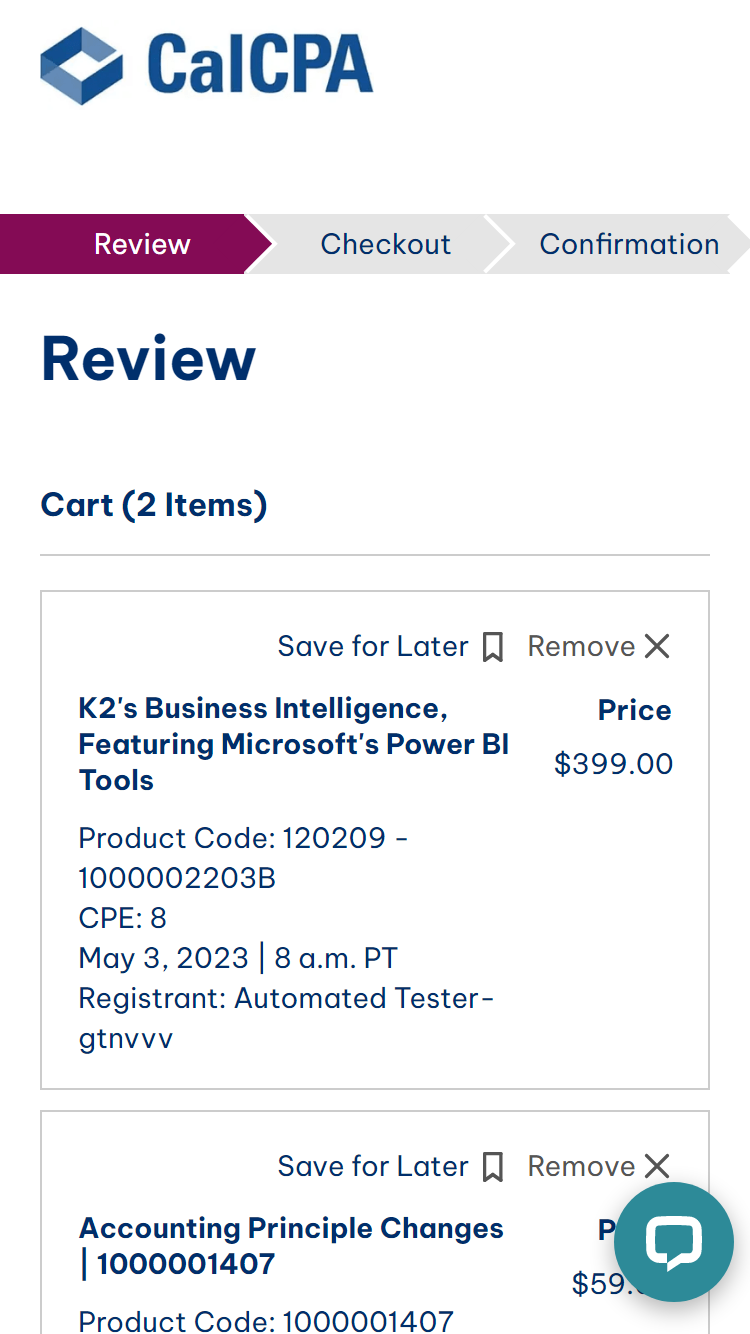 CalCPA
Review
Checkout
Confirmation
Review
Cart (2 Items)
Save for Later
Remove
K2's Business Intelligence,
Featuring Microsoft's Power BI
Tools
Price
$399.00
Product Code: 120209 -
1000002203B
CPE: 8
May 3, 2023 | 8 a.m. PT
Registrant: Automated Tester-
gtnvvv
Save for Later
Remove
Accounting Principle Changes
| 1000001407
$59.
Product Code: 1000001407